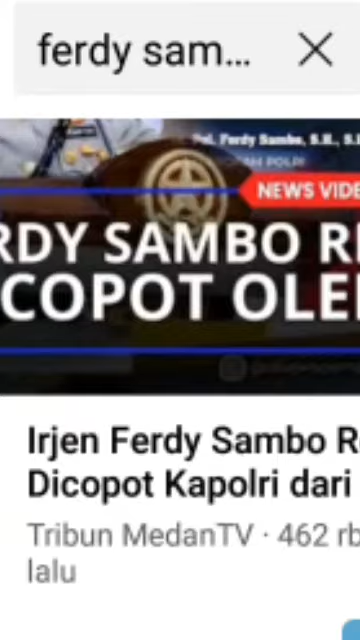 ferdy sam...
Pol. Ferdy Sambo, S.H., S.I
NEWS VIDE
RDY SAMBO R
COPOT OLE
Irjen Ferdy Sambo R
Dicopot Kapolri dari
Tribun MedanTV · 462 rb
lalu